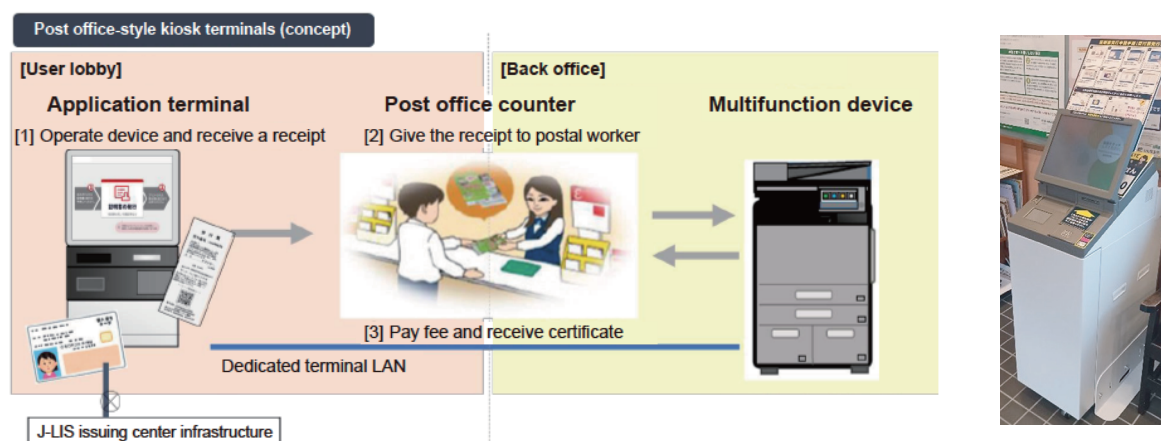 Post office-style kiosk terminals (concept)
[User lobby]
[Back office]
Application terminal
Post office counter
Multifunction device
[1] Operate device and receive a receipt
[2] Give the receipt to postal worker
[3] Pay fee and receive certificate
Dedicated terminal LAN
J-LIS issuing center infrastructure